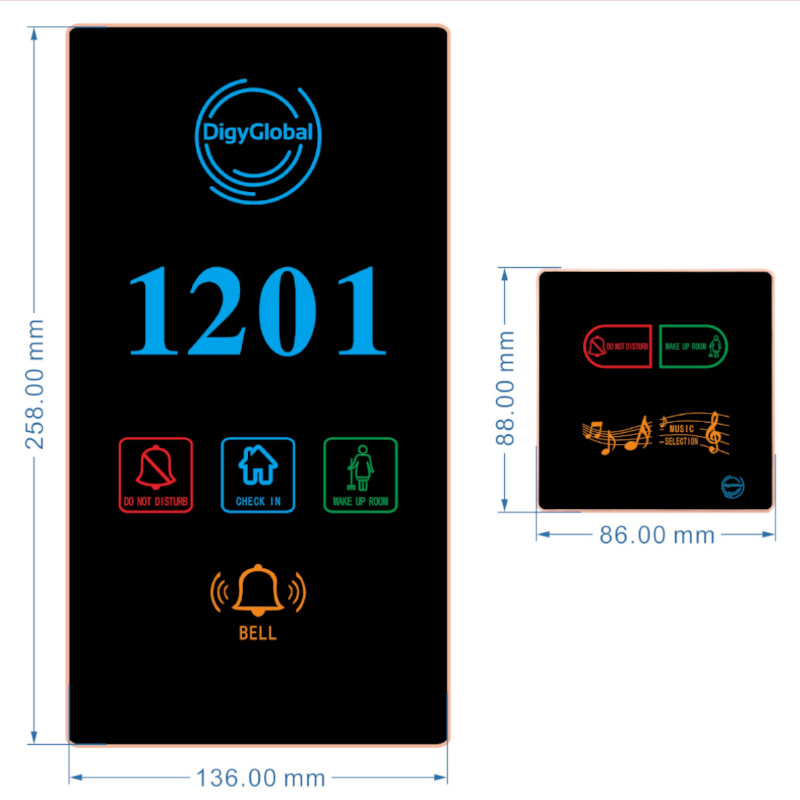 DigyGlobal
1201
DO NOT DISTURB
CHECK IN
MAKE UP ROOM
BELL
258.00 mm
136.00 mm
DO NOT DISTURB
MAKE UP ROOM
MUSIC
-SELECTION
DigyGlobal
88.00 mm
86.00 mm